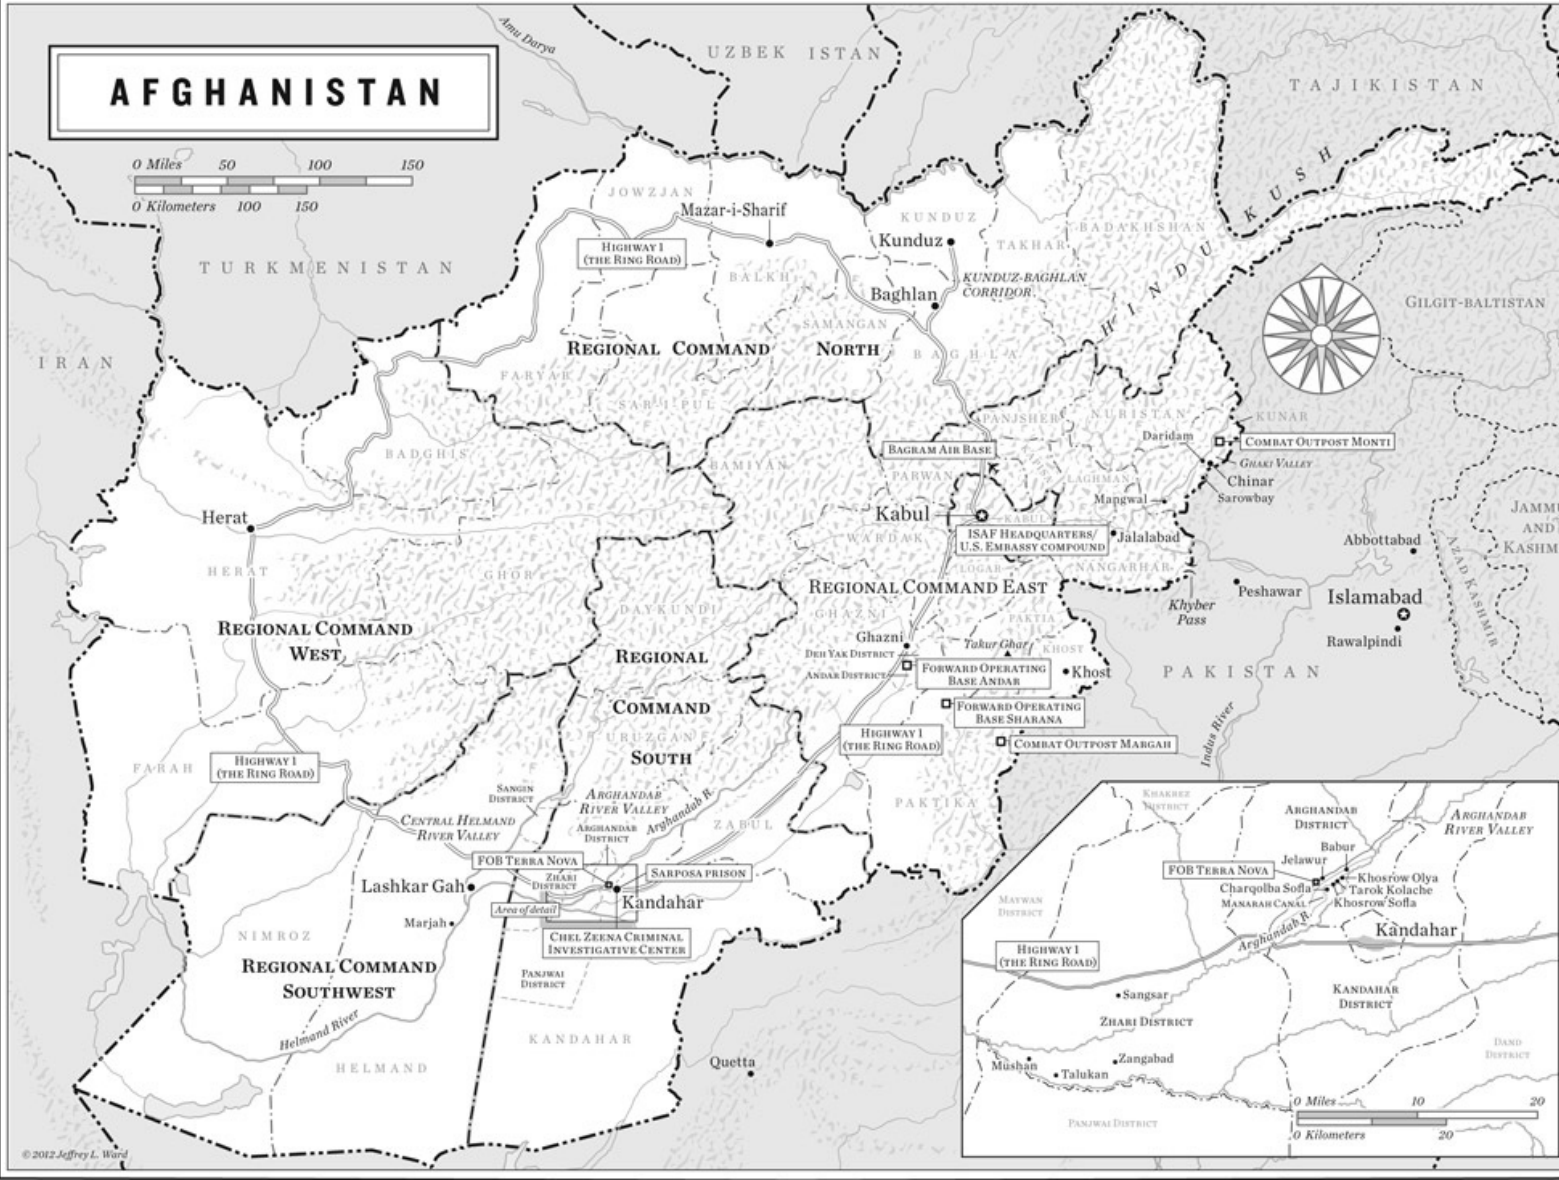 Amu Darya
UZBEK ISTAN
TAJIKISTAN
AFGHANISTAN
0 Miles 50 100 150
0 Kilometers 100 150
HINDU KUSH
JOWZJAN
Mazar-i-Sharif
KUNDUZ
Kunduz
TAKHAR
BADAKHSHAN
HIGHWAY 1
(THE RING ROAD)
TURKMENISTAN
BALKH
KUNDUZ-BAGHLAN
CORRIDOR
Baghlan
GILGIT-BALTISTAN
SAMANGAN
REGIONAL COMMAND NORTH
BAGHLA
IRAN
FARYAB
SAR-I-PUL
PANJSHER
NURISTAN
KUNAR
Daridam
COMBAT OUTPOST MONTI
BAGRAM AIR BASE
BADGHIS
BAMIYAN
PARWAN
LAGHMAN
GHAKI VALLEY
Chinar
Sarowbay
Mangwal
JAMMU
AND
KASHM
Herat
Kabul
KABUL
WARDAK
ISAF HEADQUARTERS/
U.S. EMBASSY COMPOUND
Jalalabad
Abbottabad
AZAD KASHMIR
HERAT
GHOR
LOGAR
NANGARHAR
REGIONAL COMMAND EAST
Peshawar
Islamabad
Rawalpindi
Khyber
Pass
DAYKUNDI
GHAZNI
PAKTIA
REGIONAL COMMAND
WEST
Ghazni
Takur Ghar
KHOST
DEH YAK DISTRICT
ANDAR DISTRICT
FORWARD OPERATING
BASE ANDAR
Khost
PAKISTAN
REGIONAL
COMMAND
SOUTH
URUZGAN
FORWARD OPERATING
BASE SHARANA
HIGHWAY 1
(THE RING ROAD)
COMBAT OUTPOST MARGAH
Indus River
FARAH
HIGHWAY 1
(THE RING ROAD)
SANGIN
DISTRICT
ARGHANDAB
RIVER VALLEY
Arghandab R.
PAKTIKA
CENTRAL HELMAND
RIVER VALLEY
ARGHANDAB
DISTRICT
ZABUL
FOB TERRA NOVA
SARPOSA PRISON
ZHARI
DISTRICT
Lashkar Gah
Kandahar
Area of detail
Marjah
CHEL ZEENA CRIMINAL
INVESTIGATIVE CENTER
NIMROZ
REGIONAL COMMAND
SOUTHWEST
PANJWAI
DISTRICT
Helmand River
KANDAHAR
HELMAND
Quetta
© 2012 Jeffrey L. Ward
KHAKREZ
DISTRICT
ARGHANDAB
DISTRICT
ARGHANDAB
RIVER VALLEY
Babur
Jelawur
FOB TERRA NOVA
Khosrow Olya
Charqolba Sofla
Tarok Kolache
MANARAH CANAL
Khosrow Sofla
MAYWAN
DISTRICT
Arghandab R.
Kandahar
HIGHWAY 1
(THE RING ROAD)
Sangsar
KANDAHAR
DISTRICT
ZHARI DISTRICT
DAND
DISTRICT
Mushan
Zangabad
Talukan
PANJWAI DISTRICT
0 Miles 10 20
0 Kilometers 20